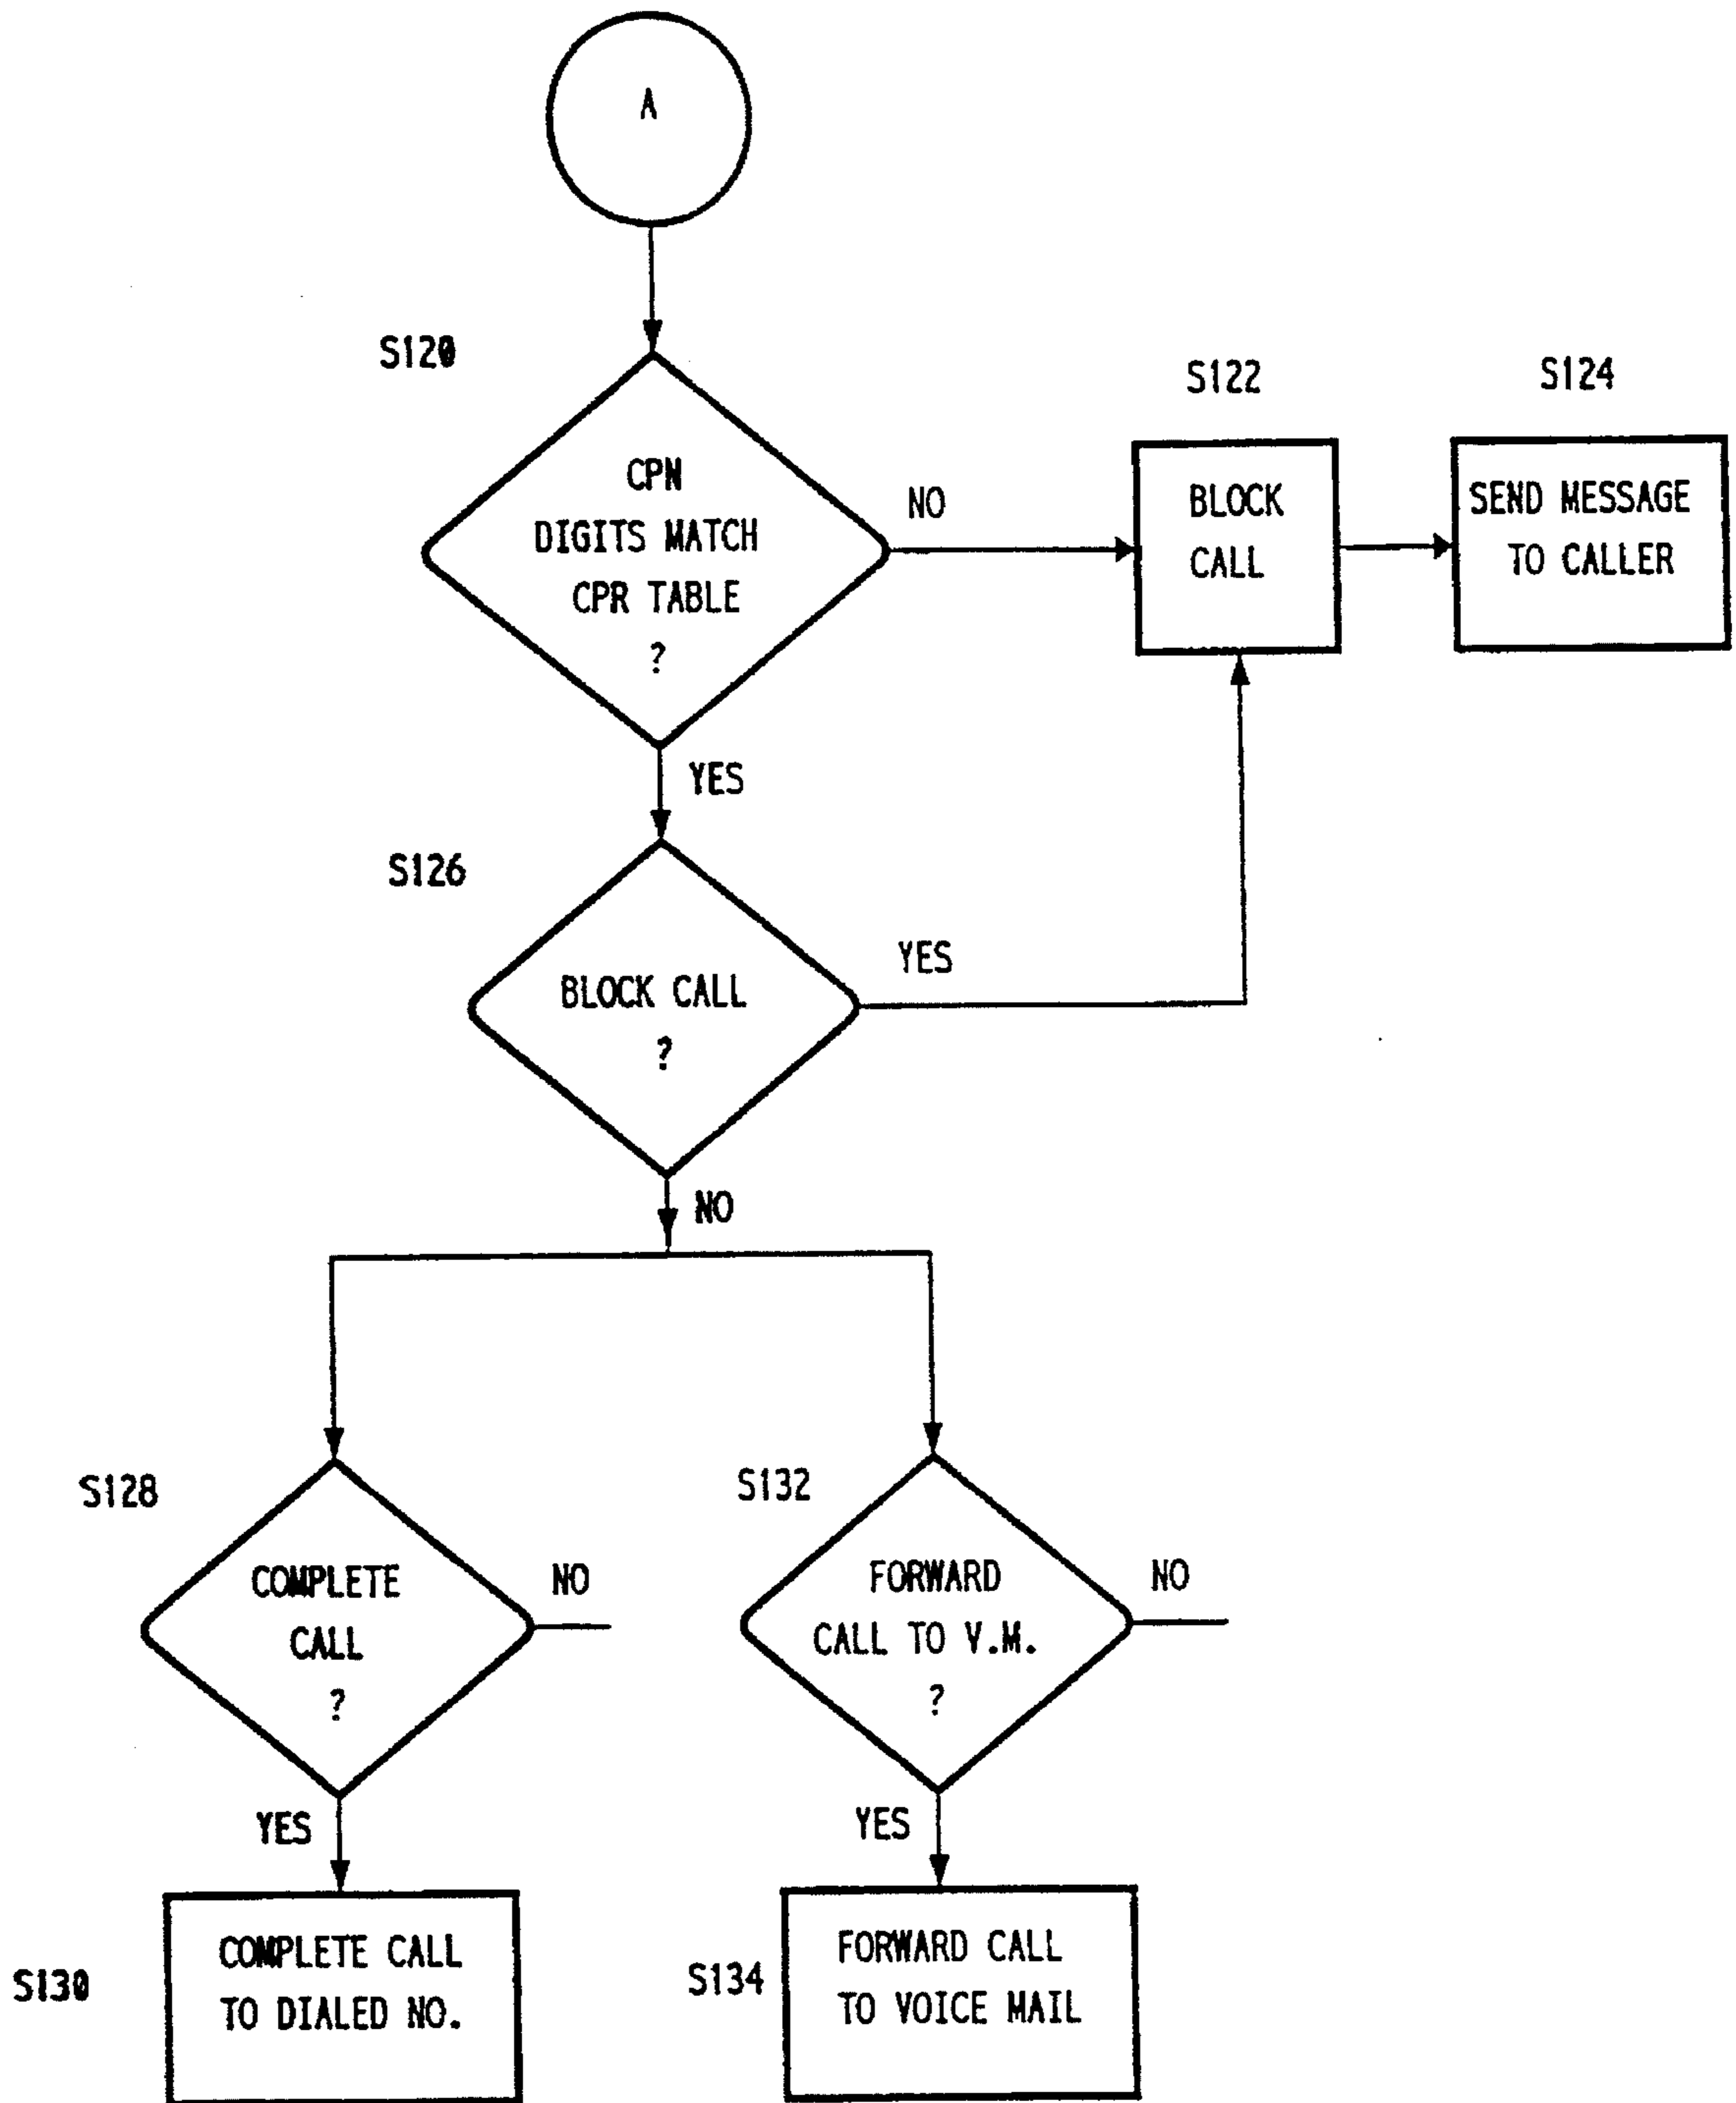 A
S120
CPN
DIGITS MATCH
CPR TABLE
?
NO
S122
BLOCK
CALL
S124
SEND MESSAGE
TO CALLER
YES
S126
BLOCK CALL
?
YES
NO
S128
COMPLETE
CALL
?
NO
YES
S132
FORWARD
CALL TO V.M.
?
NO
YES
S130
COMPLETE CALL
TO DIALED NO.
S134
FORWARD CALL
TO VOICE MAIL